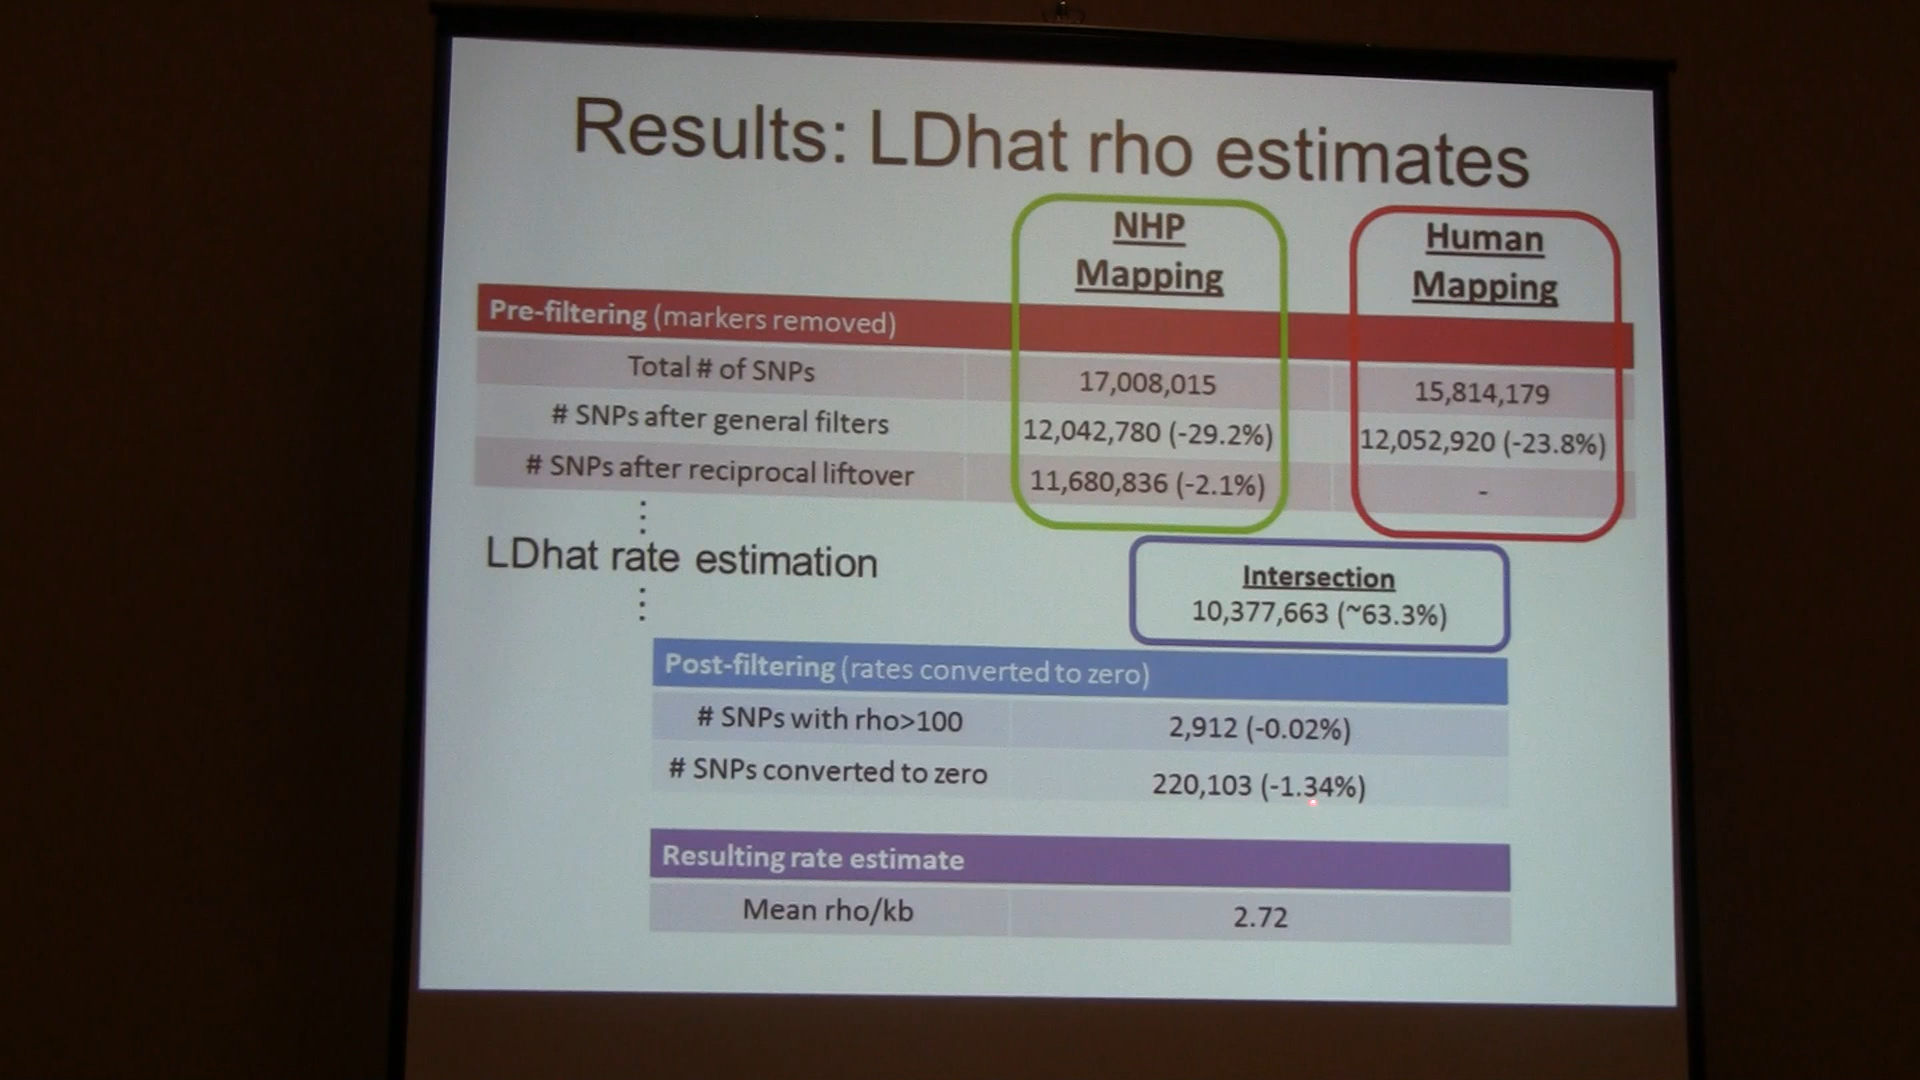 Results: LDhat rho estimates
NHP
Mapping
Human
Mapping
Pre-filtering (markers removed)
Total # of SNPs 17,008,015 15,814,179
# SNPs after general filters 12,042,780 (-29.2%) 12,052,920 (-23.8%)
# SNPs after reciprocal liftover 11,680,836 (-2.1%) -
⋮
LDhat rate estimation
⋮
Intersection
10,377,663 (~63.3%)
Post-filtering (rates converted to zero)
# SNPs with rho>100 2,912 (-0.02%)
# SNPs converted to zero 220,103 (-1.34%)
Resulting rate estimate
Mean rho/kb 2.72